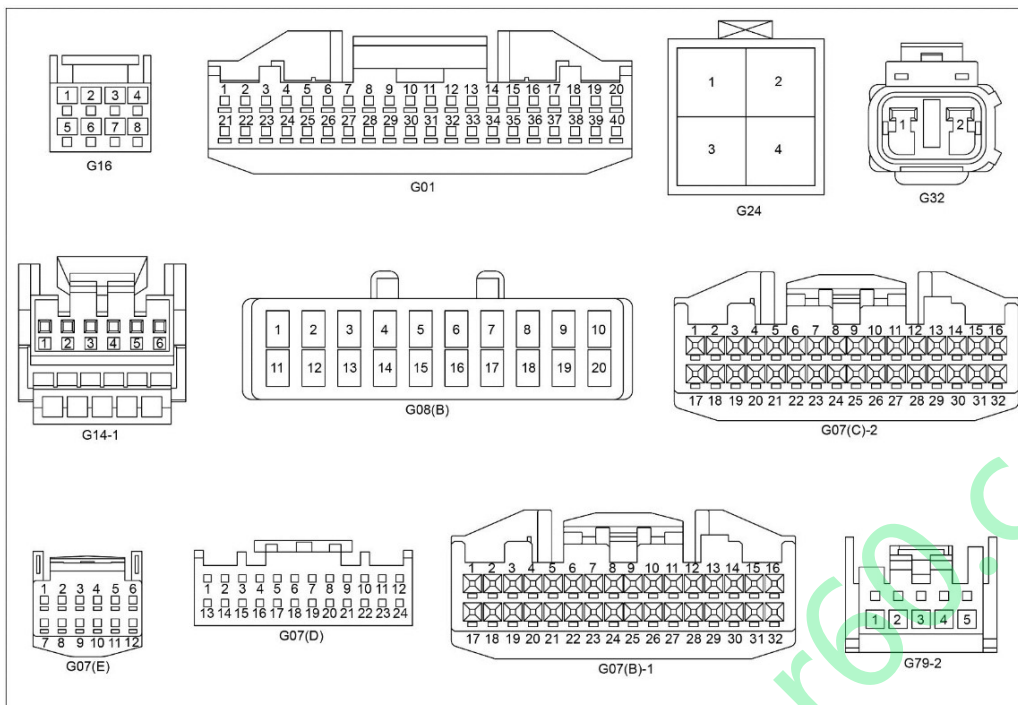 1 2 3 4
5 6 7 8
G16
1 2 3 4 5 6 7 8 9 10 11 12 13 14 15 16 17 18 19 20
21 22 23 24 25 26 27 28 29 30 31 32 33 34 35 36 37 38 39 40
G01
1 2
3 4
G24
1 2
G32
1 2 3 4 5 6
G14-1
1 2 3 4 5 6 7 8 9 10
11 12 13 14 15 16 17 18 19 20
G08(B)
1 2 3 4 5 6 7 8 9 10 11 12 13 14 15 16
17 18 19 20 21 22 23 24 25 26 27 28 29 30 31 32
G07(C)-2
1 2 3 4 5 6
7 8 9 10 11 12
G07(E)
1 2 3 4 5 6 7 8 9 10 11 12
13 14 15 16 17 18 19 20 21 22 23 24
G07(D)
1 2 3 4 5 6 7 8 9 10 11 12 13 14 15 16
17 18 19 20 21 22 23 24 25 26 27 28 29 30 31 32
G07(B)-1
1 2 3 4 5
G79-2
r60.c